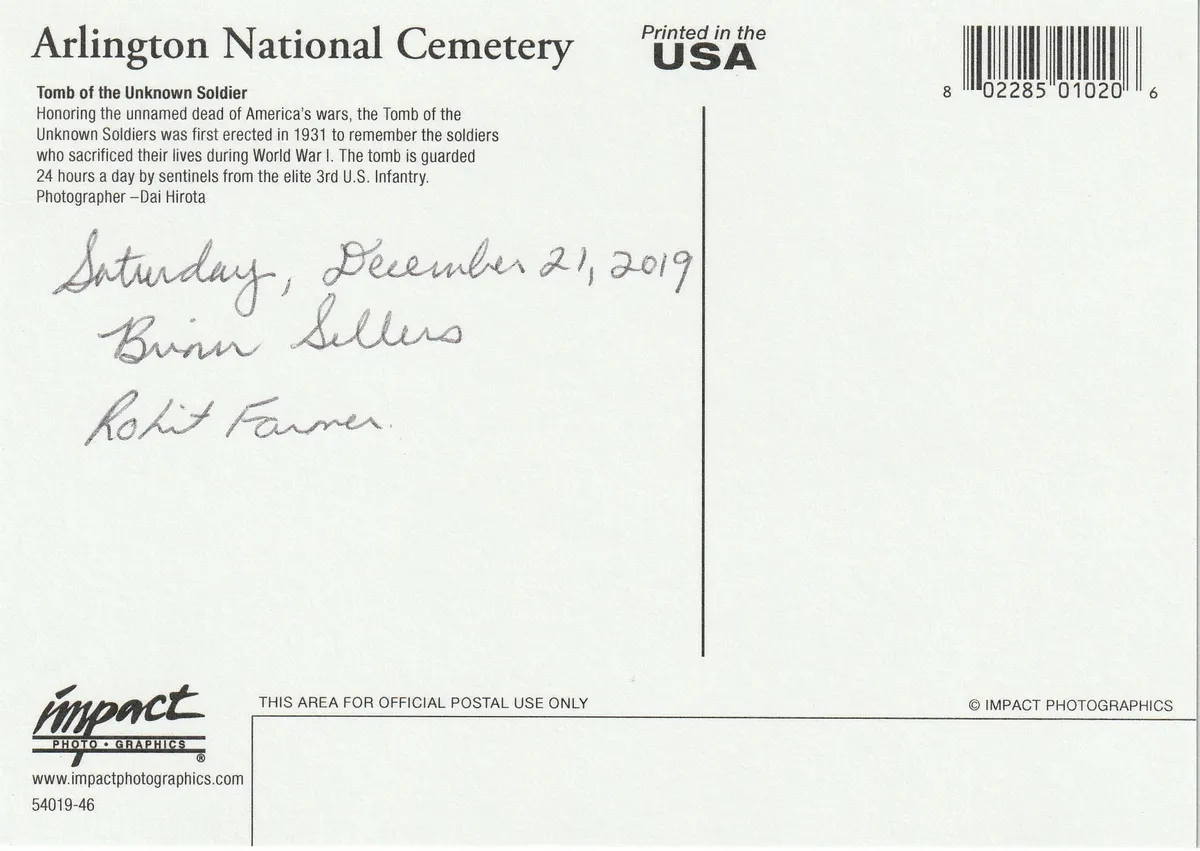 Arlington National Cemetery
Tomb of the Unknown Soldier
Honoring the unnamed dead of America's wars, the Tomb of the
Unknown Soldiers was first erected in 1931 to remember the soldiers
who sacrificed their lives during World War I. The tomb is guarded
24 hours a day by sentinels from the elite 3rd U.S. Infantry.
Photographer –Dai Hirota
Saturday, December 21, 2019
Brian Sellers
Rohit Farmer.
Printed in the
USA
8 02285 01020 6
impact
PHOTO • GRAPHICS
®
www.impactphotographics.com
54019-46
THIS AREA FOR OFFICIAL POSTAL USE ONLY
© IMPACT PHOTOGRAPHICS